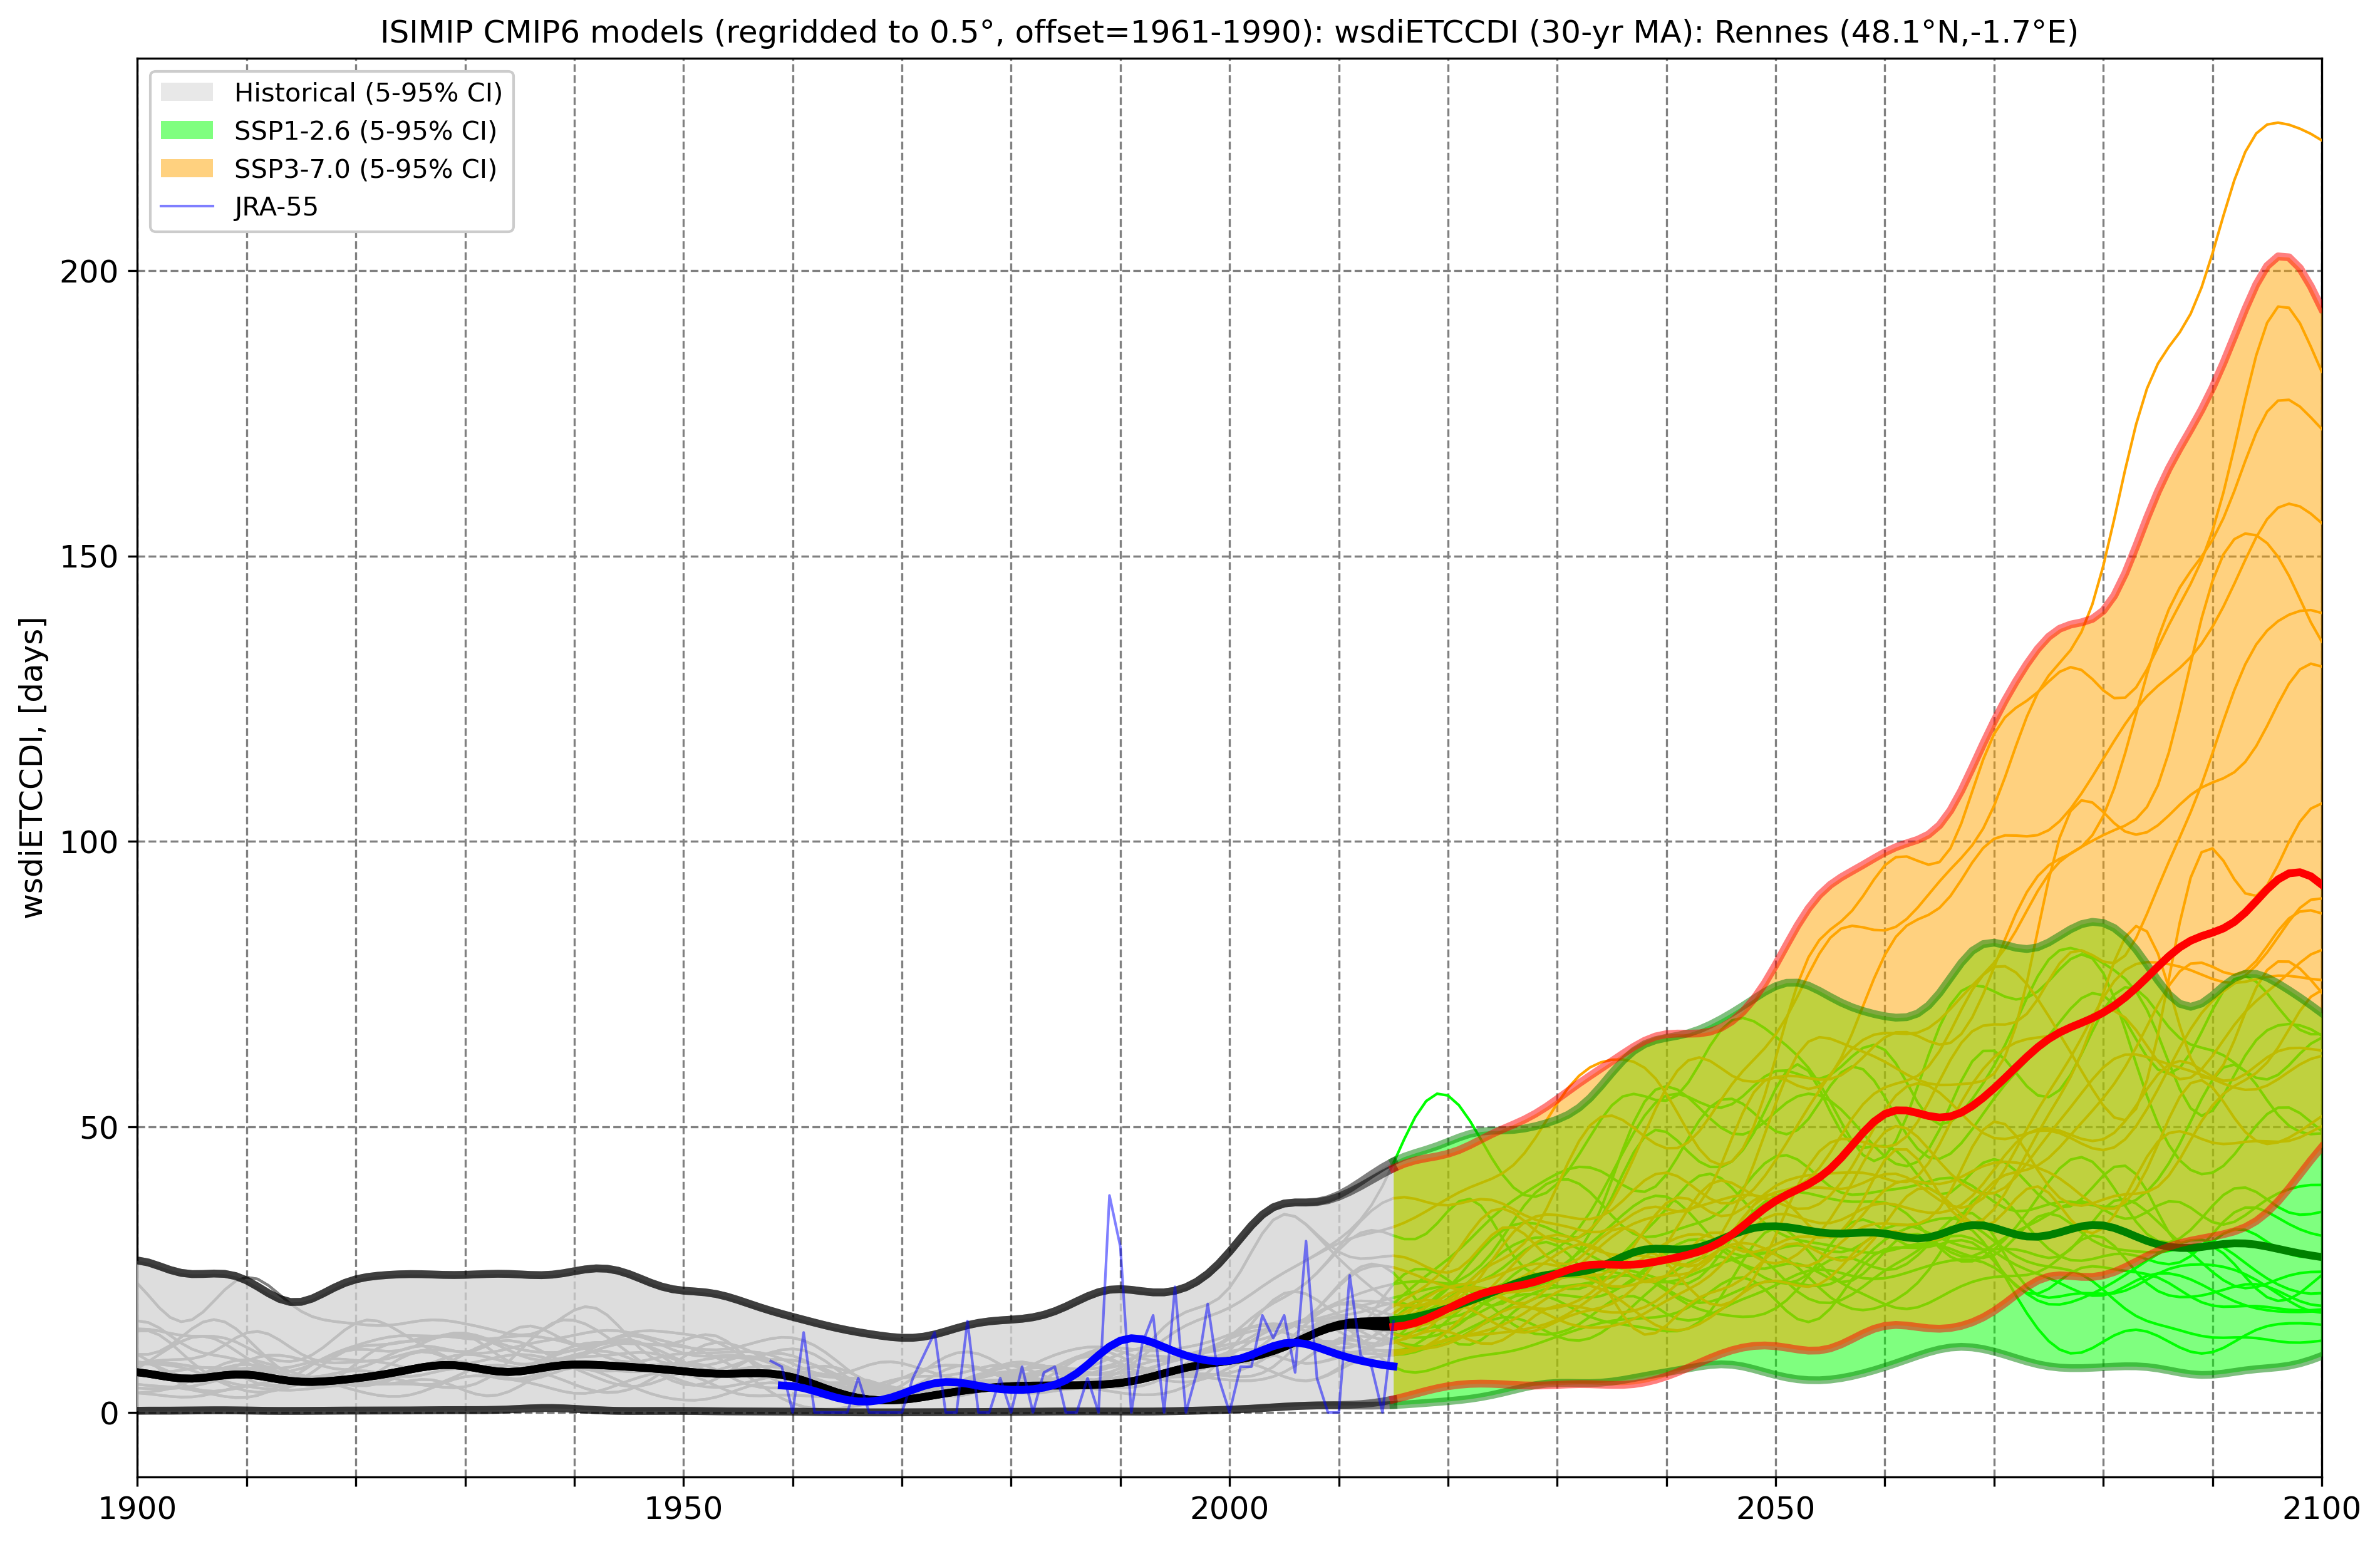 ISIMIP CMIP6 models (regridded to 0.5°, offset=1961-1990): wsdiETCCDI (30-yr MA): Rennes (48.1°N,-1.7°E)
Historical (5-95% CI)
SSP1-2.6 (5-95% CI)
SSP3-7.0 (5-95% CI)
JRA-55
wsdiETCCDI, [days]
200
150
100
50
0
1900 1950 2000 2050 2100